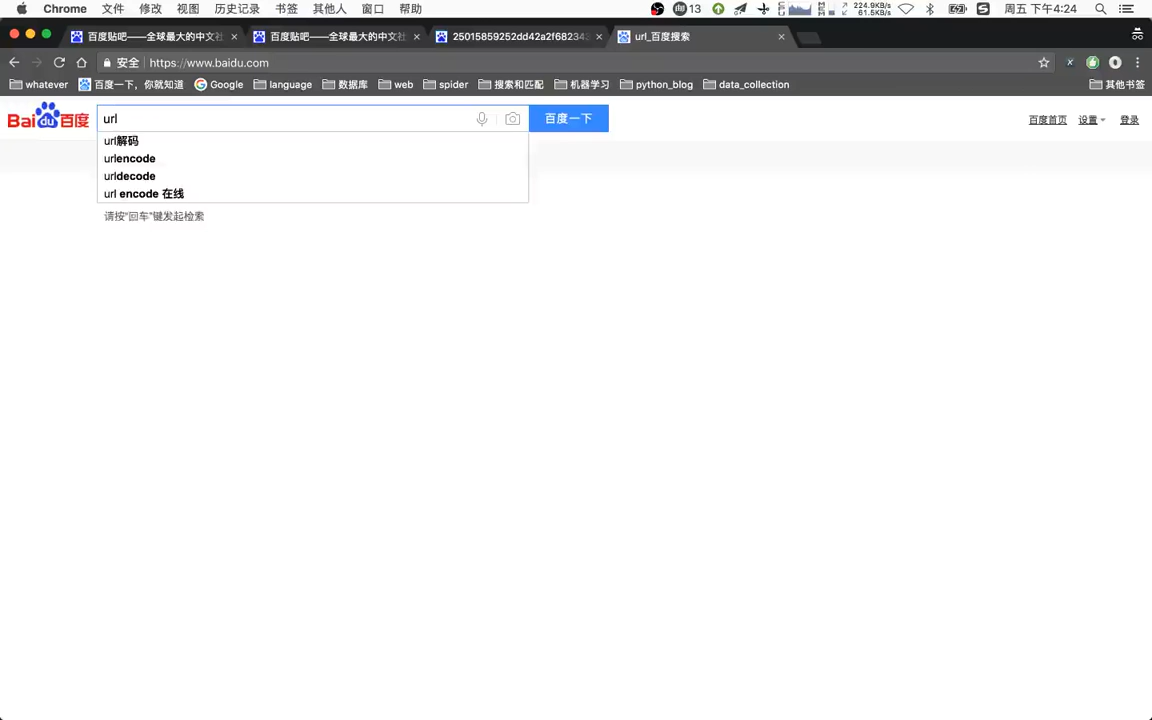 Chrome 文件 修改 视图 历史记录 书签 其他人 窗口 帮助 13 224.9KB/s 61.5KB/s 周五 下午4:24
百度贴吧——全球最大的中文社 百度贴吧——全球最大的中文社 25015859252dd42a2f682343 url_百度搜索
安全 https://www.baidu.com
whatever 百度一下，你就知道 Google language 数据库 web spider 搜索和匹配 机器学习 python_blog data_collection 其他书签
Bai du 百度 url 百度一下 百度首页 设置 登录
url解码
urlencode
urldecode
url encode 在线
请按"回车"键发起检索